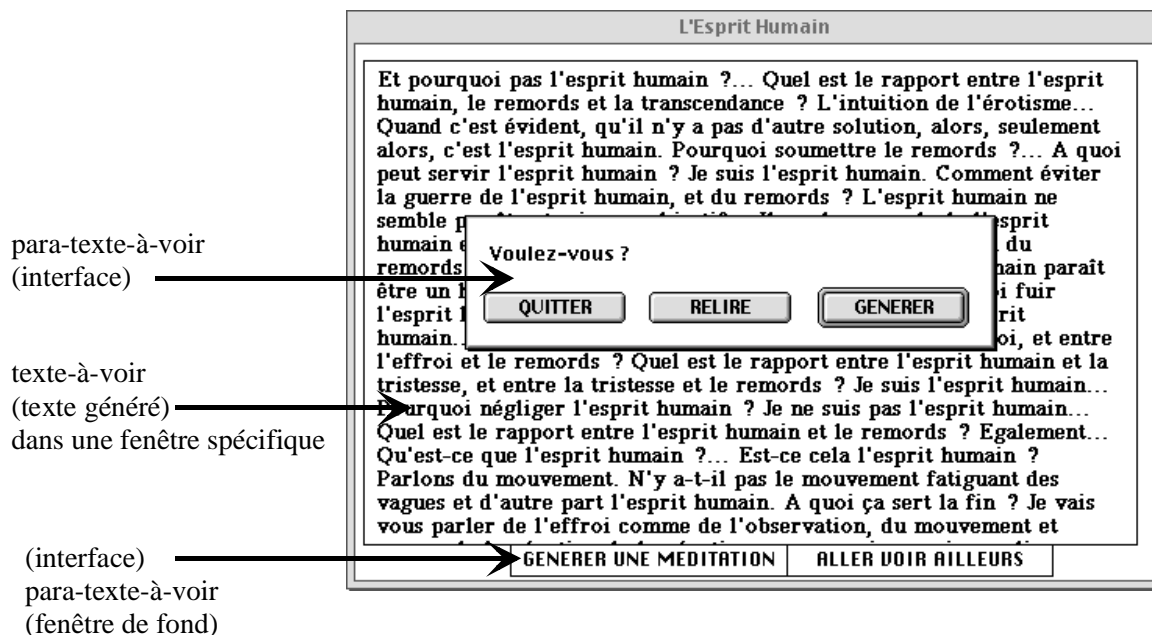 L'Esprit Humain
Et pourquoi pas l'esprit humain ?... Quel est le rapport entre l'esprit
humain, le remords et la transcendance ? L'intuition de l'érotisme...
Quand c'est évident, qu'il n'y a pas d'autre solution, alors, seulement
alors, c'est l'esprit humain. Pourquoi soumettre le remords ?... A quoi
peut servir l'esprit humain ? Je suis l'esprit humain. Comment éviter
la guerre de l'esprit humain, et du remords ? L'esprit humain ne
semble
esprit
humain
du
remords
paraît
être un
fuir
l'esprit
humain..
, et entre
l'effroi et le remords ? Quel est le rapport entre l'esprit humain et la
tristesse, et entre la tristesse et le remords ? Je suis l'esprit humain...
Pourquoi négliger l'esprit humain ? Je ne suis pas l'esprit humain...
Quel est le rapport entre l'esprit humain et le remords ? Egalement...
Qu'est-ce que l'esprit humain ?... Est-ce cela l'esprit humain ?
Parlons du mouvement. N'y a-t-il pas le mouvement fatiguant des
vagues et d'autre part l'esprit humain. A quoi ça sert la fin ? Je vais
vous parler de l'effroi comme de l'observation, du mouvement et
Voulez-vous ?
QUITTER
RELIRE
GENERER
GENERER UNE MEDITATION
ALLER VOIR AILLEURS
para-texte-à-voir
(interface)
texte-à-voir
(texte généré)
dans une fenêtre spécifique
(interface)
para-texte-à-voir
(fenêtre de fond)